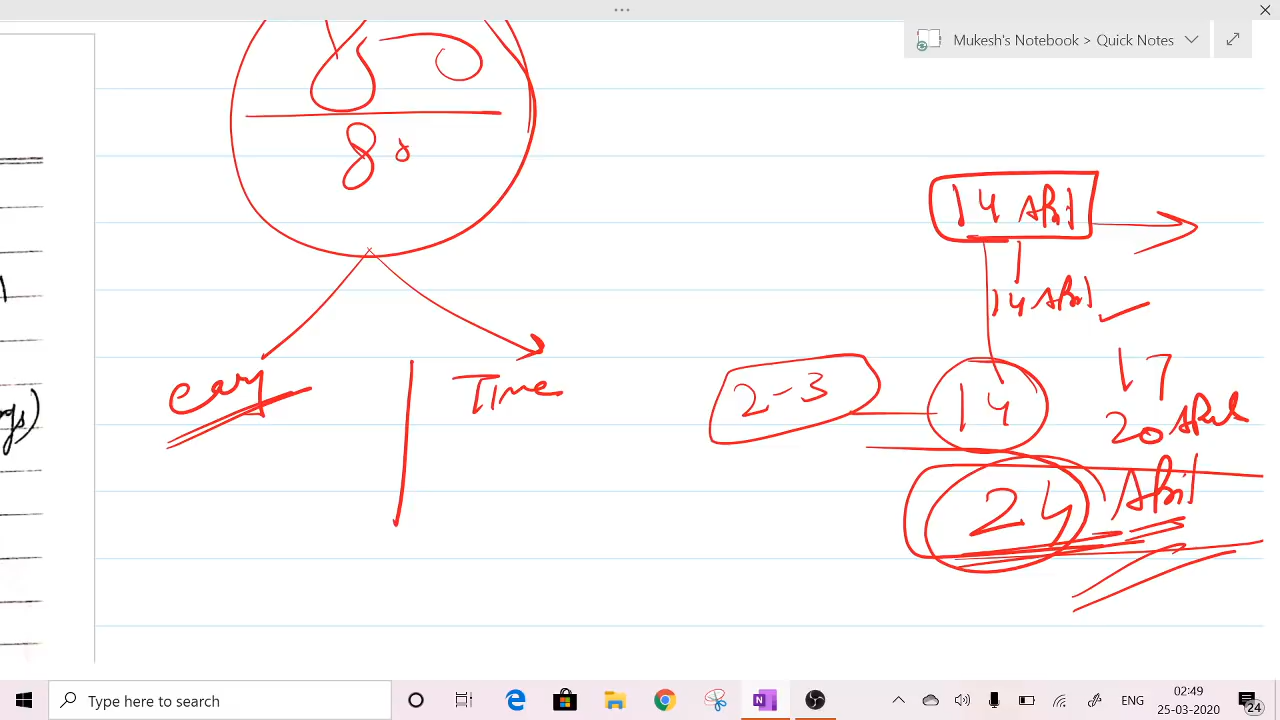 Mukesh's Notebook > Quick Notes
80
14 April
14 April
17
easy
Time
2-3
14
20 April
24 April
Type here to search
ENG
02:49
25-03-2020
24